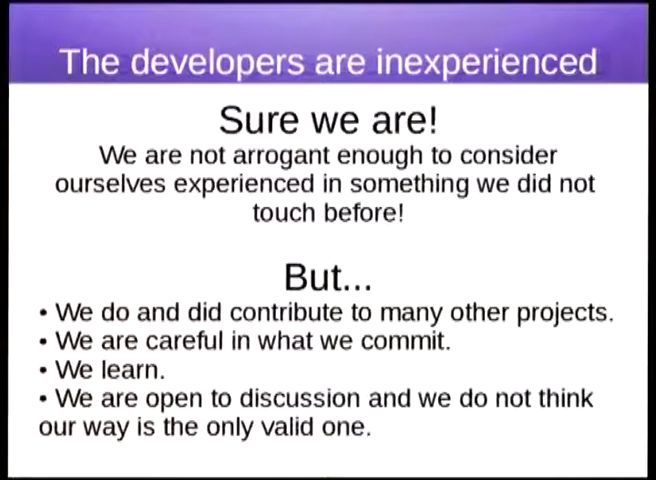 The developers are inexperienced
Sure we are!
We are not arrogant enough to consider
ourselves experienced in something we did not
touch before!
But...
• We do and did contribute to many other projects.
• We are careful in what we commit.
• We learn.
• We are open to discussion and we do not think
our way is the only valid one.